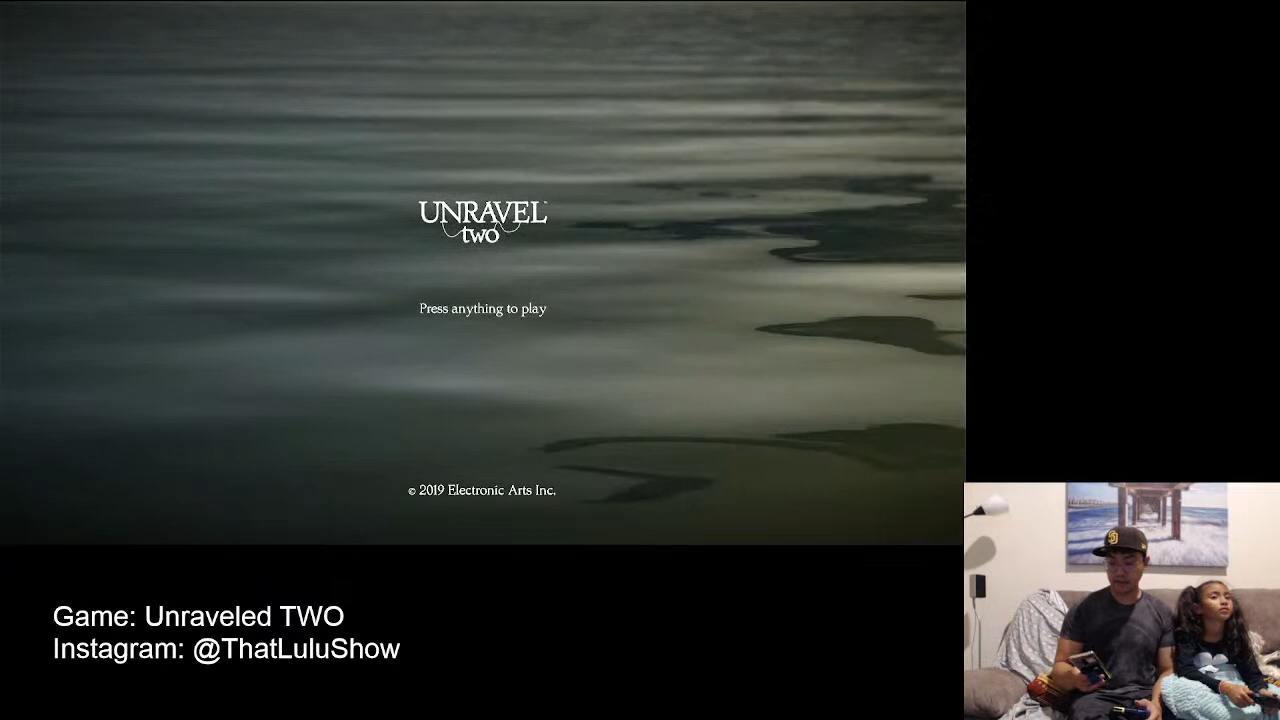 UNRAVEL
two
Press anything to play
© 2019 Electronic Arts Inc.
Game: Unraveled TWO
Instagram: @ThatLuluShow